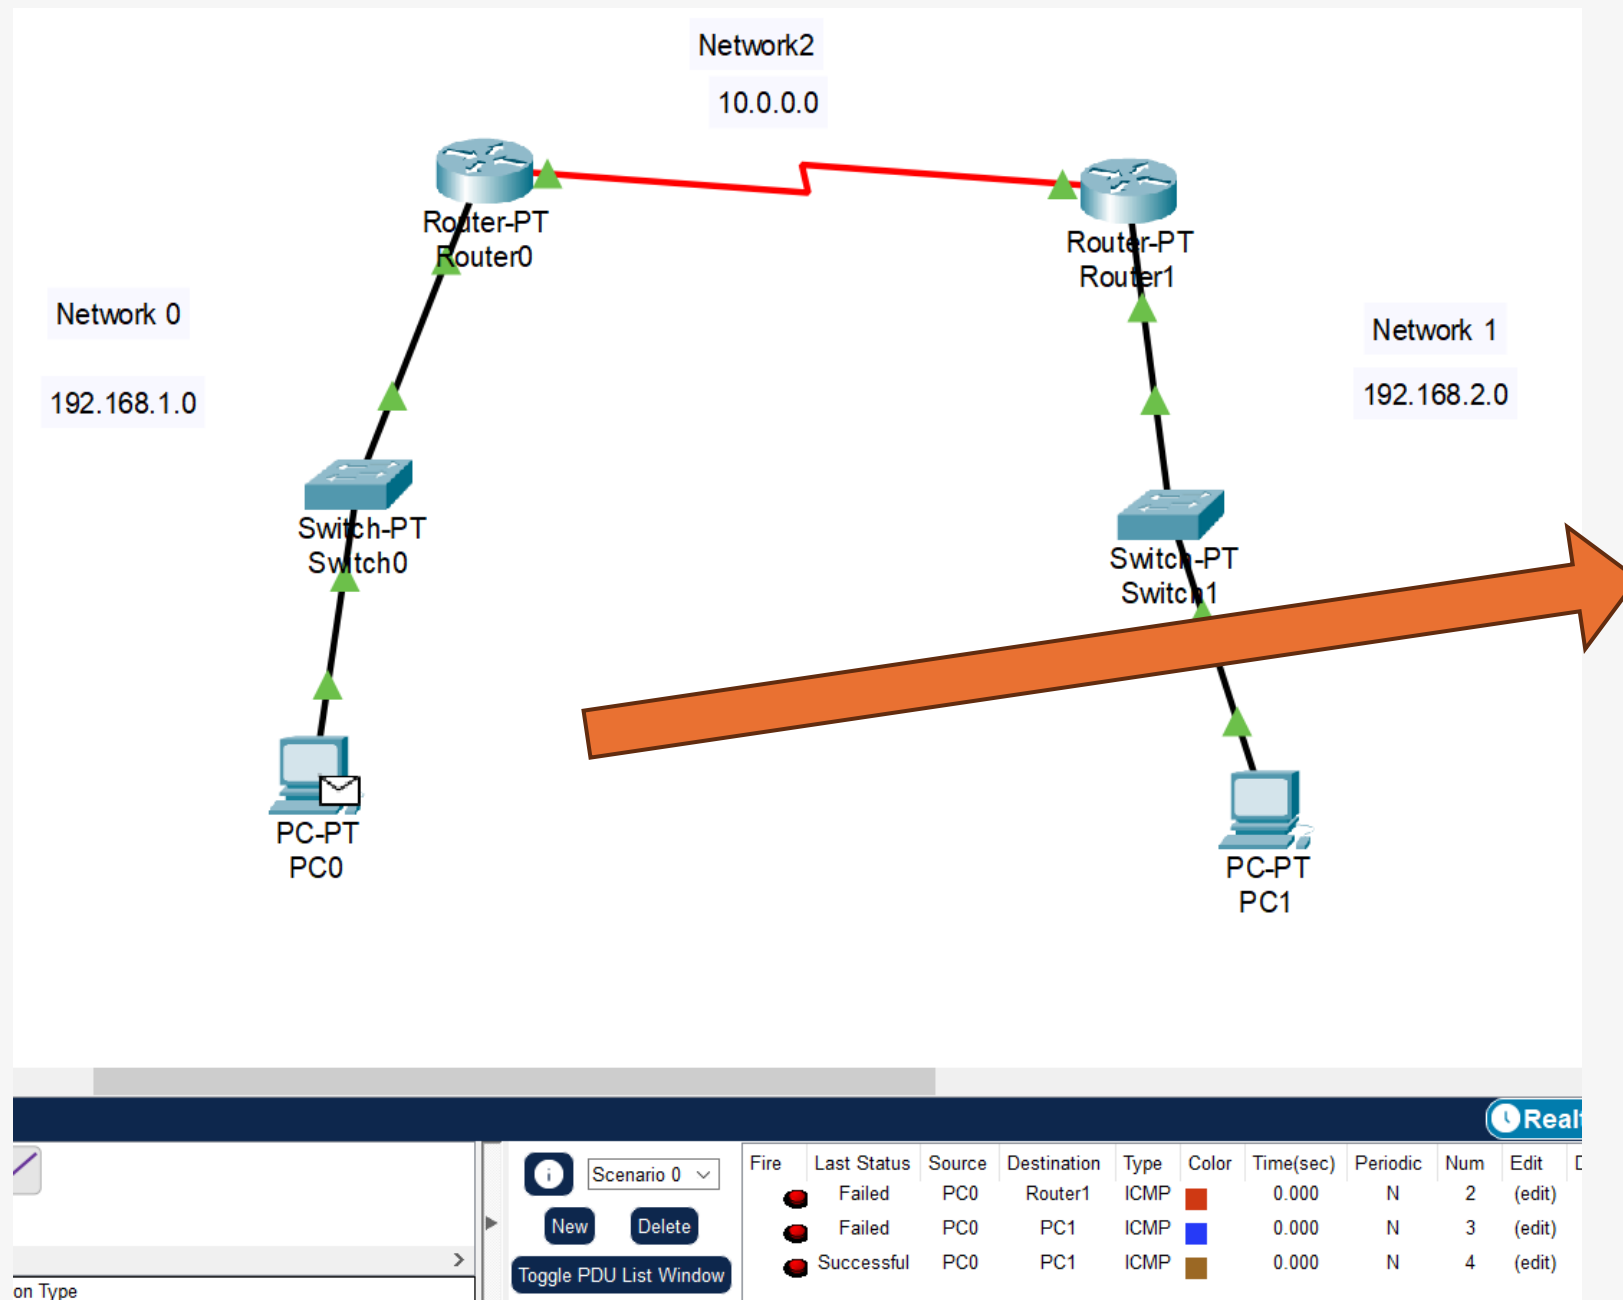 Network2
10.0.0.0
Router-PT
Router0
Router-PT
Router1
Network 0
192.168.1.0
Network 1
192.168.2.0
Switch-PT
Switch0
Switch-PT
Switch1
PC-PT
PC0
PC-PT
PC1
Scenario 0
New
Delete
Toggle PDU List Window
on Type
Fire Last Status Source Destination Type Color Time(sec) Periodic Num Edit
Failed PC0 Router1 ICMP 0.000 N 2 (edit)
Failed PC0 PC1 ICMP 0.000 N 3 (edit)
Successful PC0 PC1 ICMP 0.000 N 4 (edit)